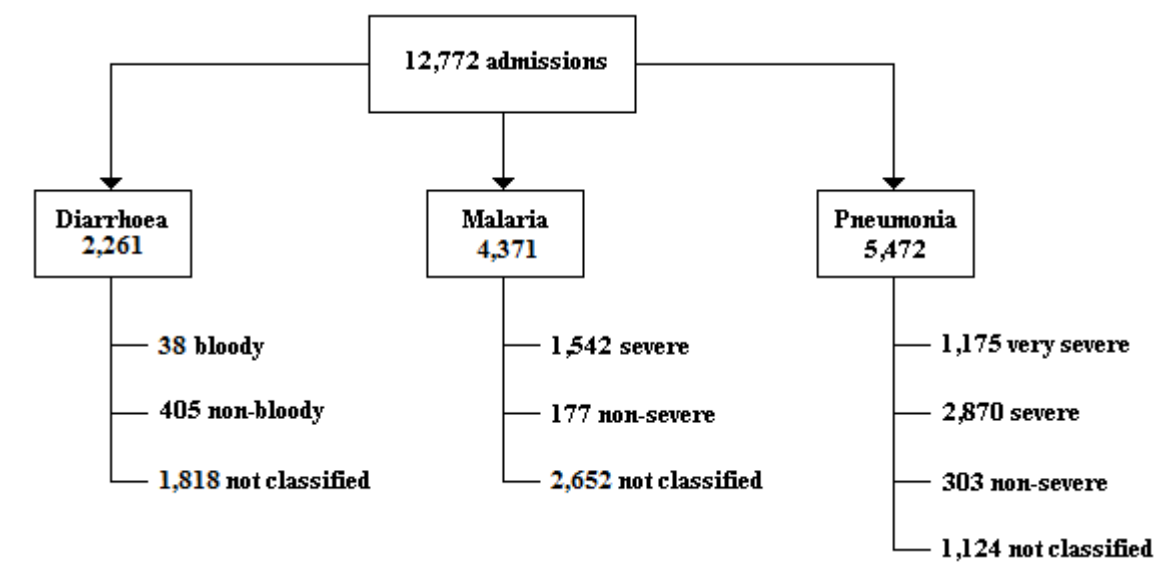 12,772 admissions
Diarrhoea
2,261
Malaria
4,371
Pneumonia
5,472
38 bloody
405 non-bloody
1,818 not classified
1,542 severe
177 non-severe
2,652 not classified
1,175 very severe
2,870 severe
303 non-severe
1,124 not classified